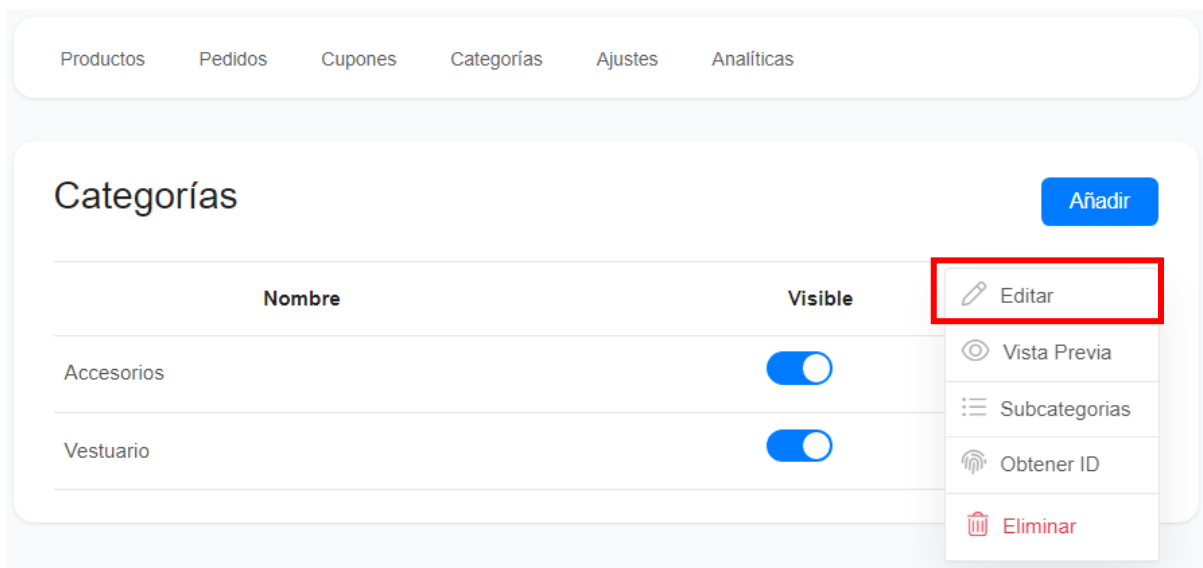 Productos Pedidos Cupones Categorías Ajustes Analíticas
Categorías
Añadir
Nombre Visible
Editar
Vista Previa
Accesorios
Subcategorias
Vestuario
Obtener ID
Eliminar